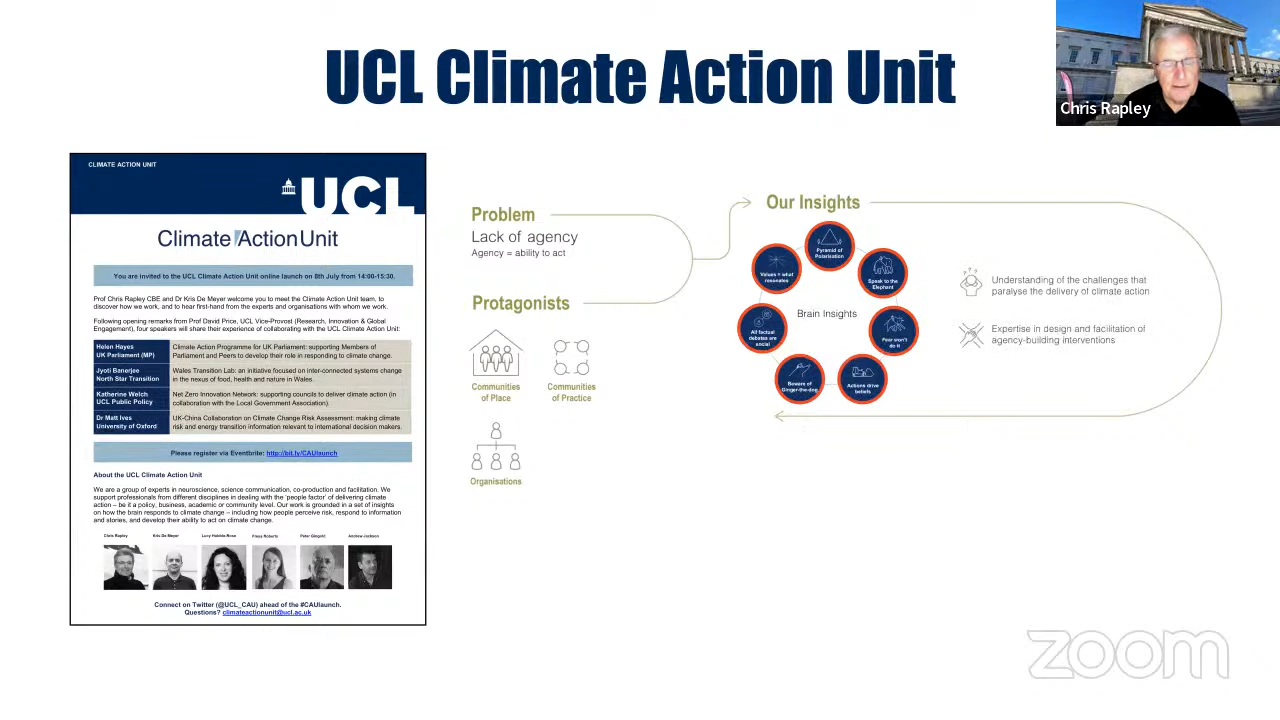 UCL Climate Action Unit
Chris Rapley
CLIMATE ACTION UNIT
UCL
Climate Action Unit
You are invited to the UCL Climate Action Unit online launch on 8th July from 14:00-15:30.
Prof Chris Rapley CBE and Dr Kris De Meyer welcome you to meet the Climate Action Unit team, to
discover how we work, and to hear first-hand from the experts and organisations with whom we work.
Following opening remarks from Prof David Price, UCL Vice-Provost (Research, Innovation & Global
Engagement), four speakers will share their experience of collaborating with the UCL Climate Action Unit:
Helen Hayes
UK Parliament (MP)
Climate Action Programme for UK Parliament: supporting Members of
Parliament and Peers to develop their role in responding to climate change.
Jyoti Banerjee
North Star Transition
Wales Transition Lab: an initiative focused on inter-connected systems change
in the nexus of food, health and nature in Wales.
Katherine Welch
UCL Public Policy
Net Zero Innovation Network: supporting councils to deliver climate action (in
collaboration with the Local Government Association).
Dr Matt Ives
University of Oxford
UK-China Collaboration on Climate Change Risk Assessment: making climate
risk and energy transition information relevant to international decision makers.
Please register via Eventbrite: http://bit.ly/CAUlaunch
About the UCL Climate Action Unit
We are a group of experts in neuroscience, science communication, co-production and facilitation. We
support professionals from different disciplines in dealing with the 'people factor' of delivering climate
action – be it a policy, business, academic or community level. Our work is grounded in a set of insights
on how the brain responds to climate change – including how people perceive risk, respond to information
and stories, and develop their ability to act on climate change.
Chris Rapley
Kris De Meyer
Lucy Hubble-Rose
Freya Roberts
Peter Gingold
Andrew Jackson
Connect on Twitter (@UCL_CAU) ahead of the #CAUlaunch.
Questions? climateactionunit@ucl.ac.uk
Problem
Lack of agency
Agency = ability to act
Protagonists
Communities
of Place
Communities
of Practice
Organisations
Our Insights
Pyramid of
Polarisation
Speak to the
Elephant
Fear won't
do it
Actions drive
beliefs
Beware of
Ginger-the-dog
All factual
debates are
social
Values = what
resonates
Brain Insights
Understanding of the challenges that
paralyse the delivery of climate action
Expertise in design and facilitation of
agency-building interventions
zoom